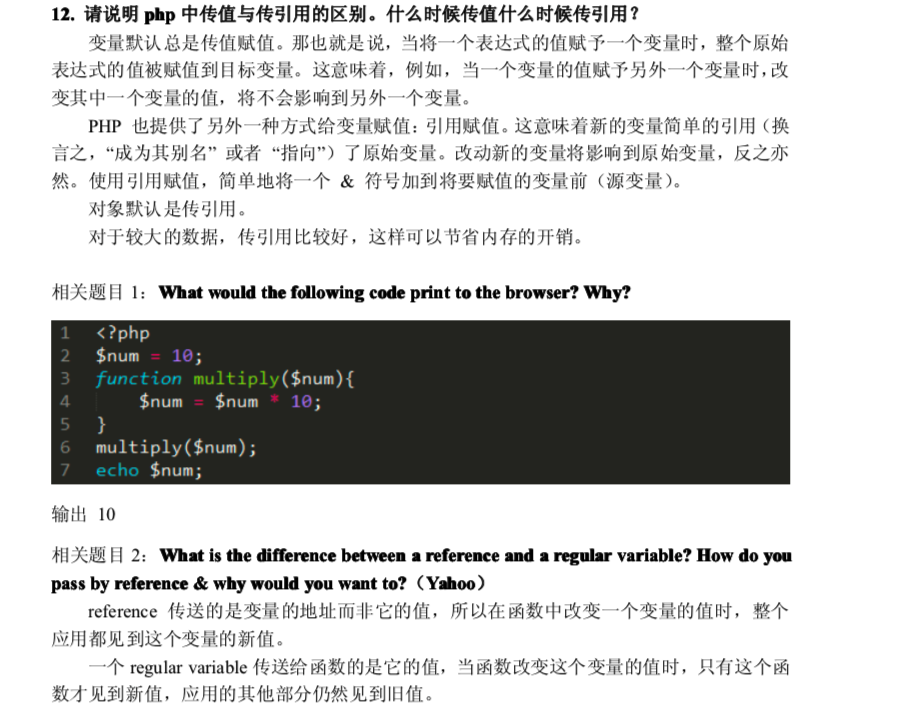 12. 请说明 php 中传值与传引用的区别。什么时候传值什么时候传引用？
变量默认总是传值赋值。那也就是说，当将一个表达式的值赋予一个变量时，整个原始
表达式的值被赋值到目标变量。这意味着，例如，当一个变量的值赋予另外一个变量时，改
变其中一个变量的值，将不会影响到另外一个变量。
PHP 也提供了另外一种方式给变量赋值：引用赋值。这意味着新的变量简单的引用（换
言之，“成为其别名” 或者 “指向”）了原始变量。改动新的变量将影响到原始变量，反之亦
然。使用引用赋值，简单地将一个 & 符号加到将要赋值的变量前（源变量）。
对象默认是传引用。
对于较大的数据，传引用比较好，这样可以节省内存的开销。
相关题目 1：What would the following code print to the browser? Why?
1 <?php
2 $num = 10;
3 function multiply($num){
4 $num = $num * 10;
5 }
6 multiply($num);
7 echo $num;
输出 10
相关题目 2：What is the difference between a reference and a regular variable? How do you
pass by reference & why would you want to?（Yahoo）
reference 传送的是变量的地址而非它的值，所以在函数中改变一个变量的值时，整个
应用都见到这个变量的新值。
一个 regular variable 传送给函数的是它的值，当函数改变这个变量的值时，只有这个函
数才见到新值，应用的其他部分仍然见到旧值。